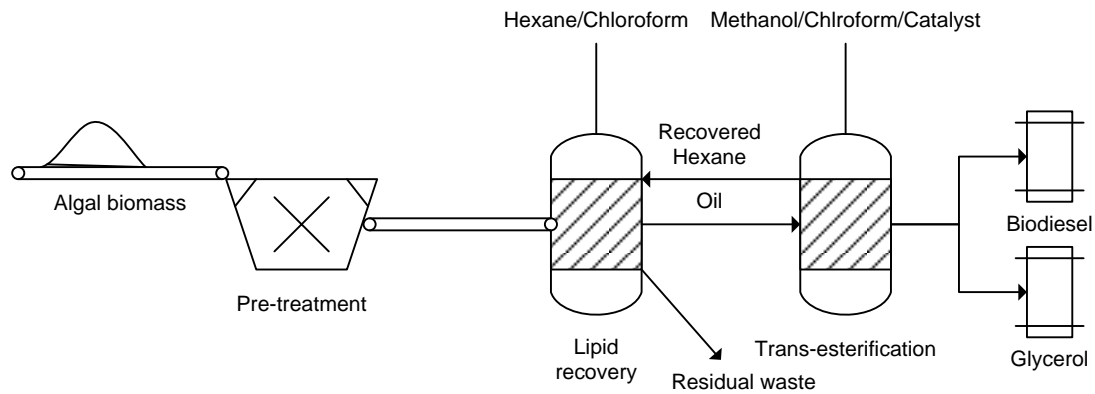 Hexane/Chloroform
Methanol/Chlroform/Catalyst
Recovered
Hexane
Oil
Algal biomass
Biodiesel
Pre-treatment
Lipid
recovery
Trans-esterification
Glycerol
Residual waste